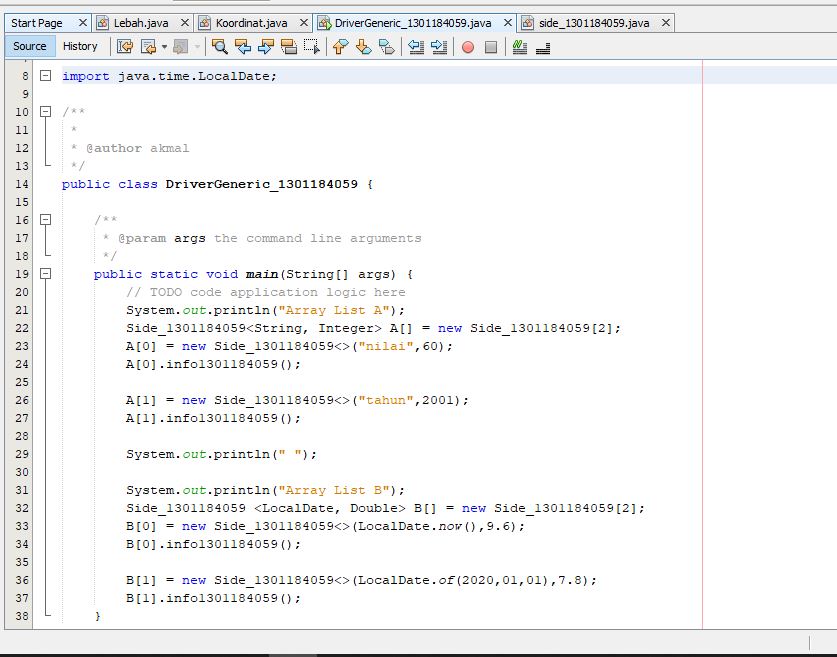 Start Page Lebah.java Koordinat.java DriverGeneric_1301184059.java side_1301184059.java
Source History
8 import java.time.LocalDate;
9
10 /**
11 *
12 * @author akmal
13 */
14 public class DriverGeneric_1301184059 {
15
16 /**
17 * @param args the command line arguments
18 */
19 public static void main(String[] args) {
20 // TODO code application logic here
21 System.out.println("Array List A");
22 Side_1301184059<String, Integer> A[] = new Side_1301184059[2];
23 A[0] = new Side_1301184059<>("nilai",60);
24 A[0].info1301184059();
25
26 A[1] = new Side_1301184059<>("tahun",2001);
27 A[1].info1301184059();
28
29 System.out.println(" ");
30
31 System.out.println("Array List B");
32 Side_1301184059 <LocalDate, Double> B[] = new Side_1301184059[2];
33 B[0] = new Side_1301184059<>(LocalDate.now(),9.6);
34 B[0].info1301184059();
35
36 B[1] = new Side_1301184059<>(LocalDate.of(2020,01,01),7.8);
37 B[1].info1301184059();
38 }